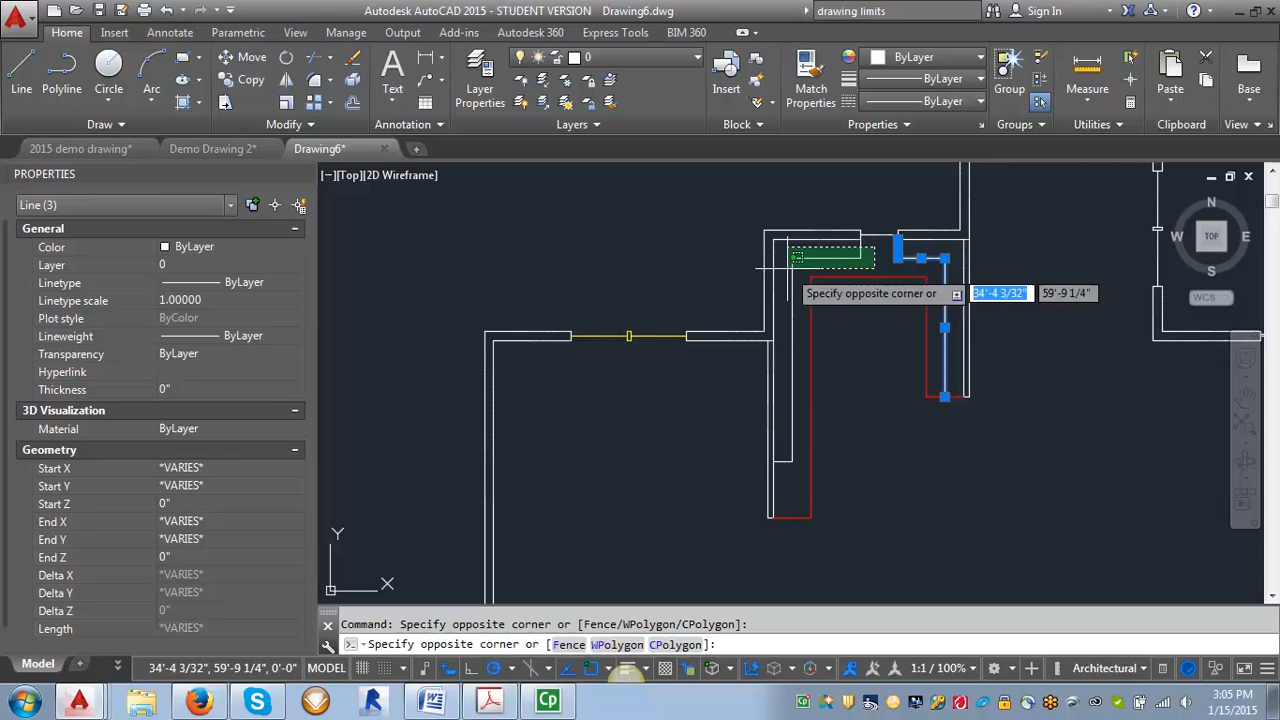 Autodesk AutoCAD 2015 - STUDENT VERSION Drawing6.dwg drawing limits Sign In
Home Insert Annotate Parametric View Manage Output Add-ins Autodesk 360 Express Tools BIM 360
Line Polyline Circle Arc Move Copy Text Layer Properties 0 Insert Match Properties ByLayer ByLayer ByLayer Group Measure Paste Base
Draw Modify Annotation Layers Block Properties Groups Utilities Clipboard View
2015 demo drawing* Demo Drawing 2* Drawing6*
PROPERTIES
[−][Top][2D Wireframe]
Line (3)
General
Color ByLayer
Layer 0
Linetype ByLayer
Linetype scale 1.00000
Plot style ByColor
Lineweight ByLayer
Transparency ByLayer
Hyperlink
Thickness 0"
3D Visualization
Material ByLayer
Geometry
Start X *VARIES*
Start Y *VARIES*
Start Z 0"
End X *VARIES*
End Y *VARIES*
End Z 0"
Delta X *VARIES*
Delta Y *VARIES*
Delta Z 0"
Length *VARIES*
N
W TOP E
S
WCS
Specify opposite corner or 34'-4 3/32" 59'-9 1/4"
Y
X
Command: Specify opposite corner or [Fence/WPolygon/CPolygon]:
Specify opposite corner or [Fence WPolygon CPolygon]:
Model 34'-4 3/32", 59'-9 1/4", 0'-0" MODEL 1:1 / 100% Architectural
3:05 PM
1/15/2015